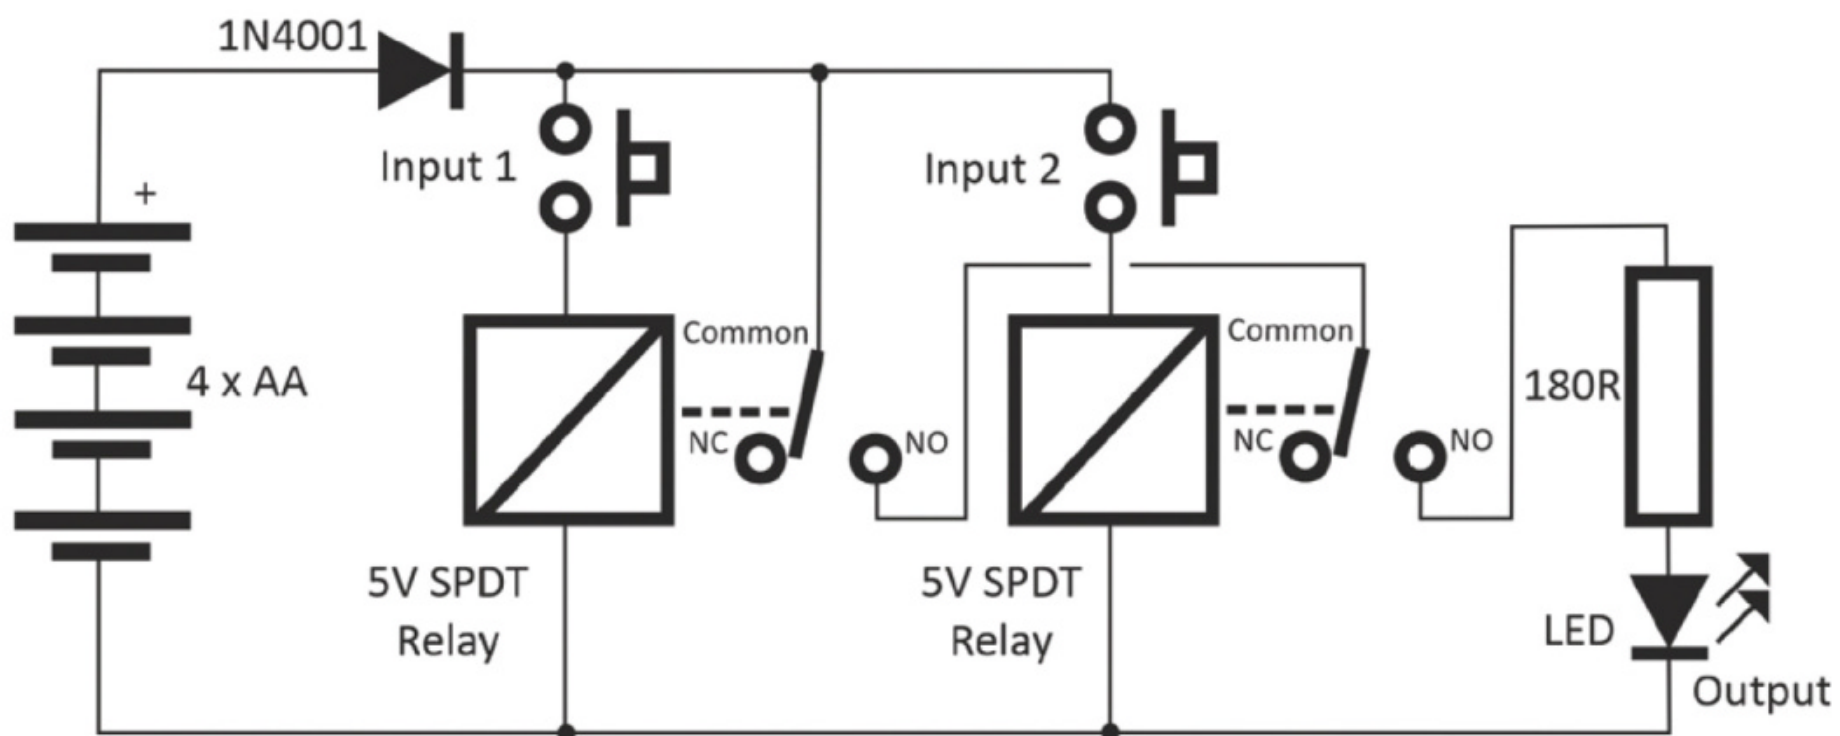 1N4001
+
Input 1
Input 2
4 x AA
Common
NC
NO
Common
NC
NO
180R
5V SPDT
Relay
5V SPDT
Relay
LED
Output